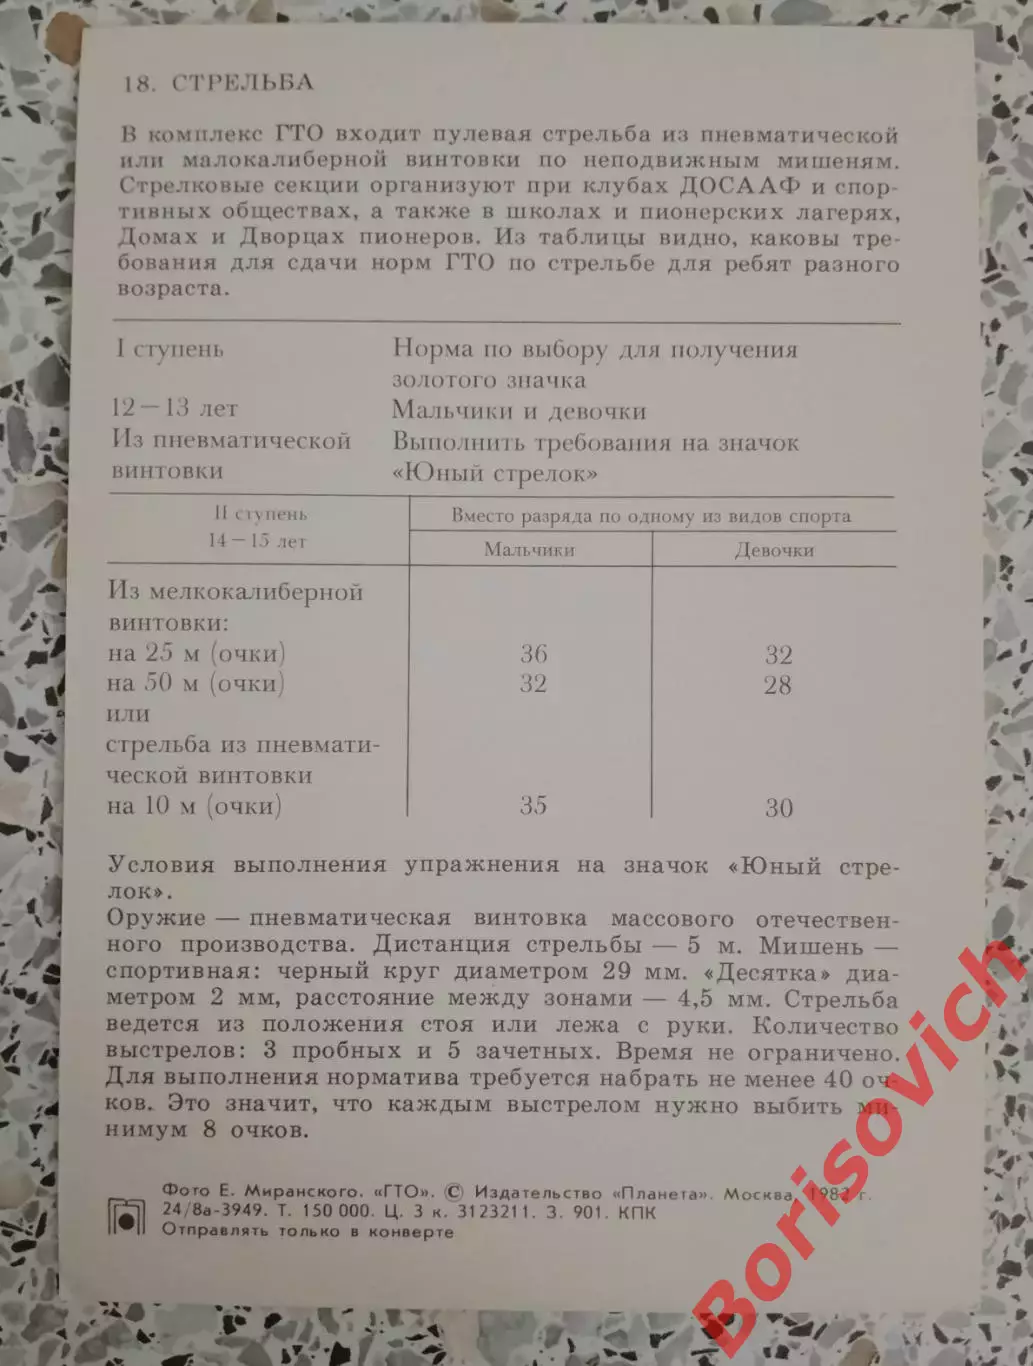 18. СТРЕЛЬБА
В комплекс ГТО входит пулевая стрельба из пневматической
или малокалиберной винтовки по неподвижным мишеням.
Стрелковые секции организуют при клубах ДОСААФ и спор-
тивных обществах, а также в школах и пионерских лагерях,
Домах и Дворцах пионеров. Из таблицы видно, каковы тре-
бования для сдачи норм ГТО по стрельбе для ребят разного
возраста.
I ступень Норма по выбору для получения
золотого значка
12—13 лет Мальчики и девочки
Из пневматической Выполнить требования на значок
винтовки «Юный стрелок»
II ступень Вместо разряда по одному из видов спорта
14—15 лет Мальчики Девочки
Из мелкокалиберной
винтовки:
на 25 м (очки) 36 32
на 50 м (очки) 32 28
или
стрельба из пневмати-
ческой винтовки
на 10 м (очки) 35 30
Условия выполнения упражнения на значок «Юный стре-
лок».
Оружие — пневматическая винтовка массового отечествен-
ного производства. Дистанция стрельбы — 5 м. Мишень —
спортивная: черный круг диаметром 29 мм. «Десятка» диа-
метром 2 мм, расстояние между зонами — 4,5 мм. Стрельба
ведется из положения стоя или лежа с руки. Количество
выстрелов: 3 пробных и 5 зачетных. Время не ограничено.
Для выполнения норматива требуется набрать не менее 40 оч-
ков. Это значит, что каждым выстрелом нужно выбить ми-
нимум 8 очков.
Фото Е. Миранского. «ГТО». © Издательство «Планета». Москва, 1982 г.
24/8а-3949. Т. 150 000. Ц. 3 к. 3123211. З. 901. КПК
Отправлять только в конверте
Borisovich